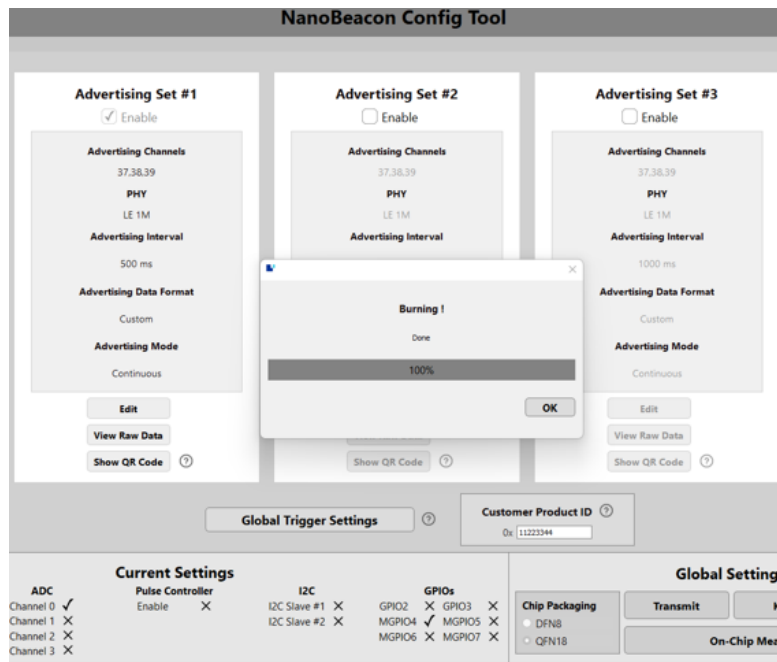 NanoBeacon Config Tool
Advertising Set #1
Enable
Advertising Channels
37,38,39
PHY
LE 1M
Advertising Interval
500 ms
Advertising Data Format
Custom
Advertising Mode
Continuous
Edit
View Raw Data
Show QR Code ?
Advertising Set #2
Enable
Advertising Channels
37,38,39
PHY
LE 1M
Advertising Interval
Show QR Code ?
Advertising Set #3
Enable
Advertising Channels
37,38,39
PHY
LE 1M
Advertising Interval
1000 ms
Advertising Data Format
Custom
Advertising Mode
Continuous
Edit
View Raw Data
Show QR Code ?
Burning !
Done
100%
OK
Global Trigger Settings ?
Customer Product ID ?
0x 11223344
Current Settings
ADC
Channel 0
Channel 1
Channel 2
Channel 3
Pulse Controller
Enable
I2C
I2C Slave #1
I2C Slave #2
GPIOs
GPIO2 GPIO3
MGPIO4 MGPIO5
MGPIO6 MGPIO7
Global Setting
Chip Packaging
DFN8
QFN18
Transmit
On-Chip Mea